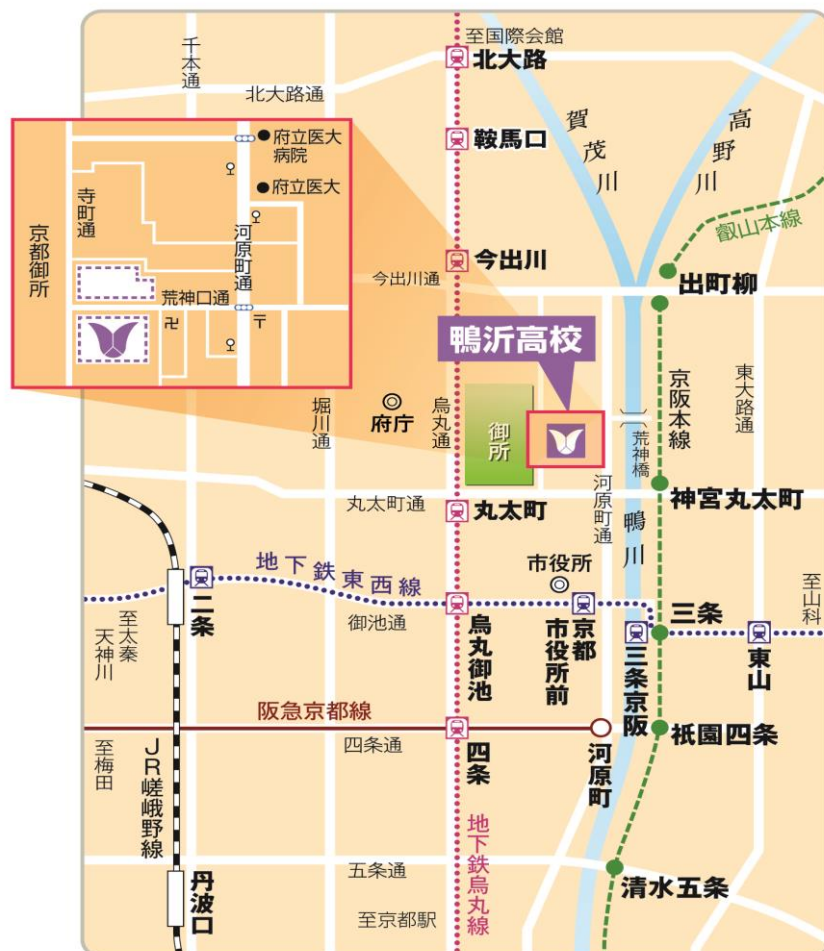 至国際会館
北大路
千本通
北大路通
鞍馬口
賀茂川
高野川
叡山本線
府立医大
病院
府立医大
寺町通
河原町通
京都御所
荒神口通
卍
〒
今出川
今出川通
出町柳
鴨沂高校
堀川通
府庁
烏丸通
御所
京阪本線
東大路通
荒神橋
丸太町通
丸太町
河原町通
鴨川
神宮丸太町
地下鉄東西線
市役所
至山科
二条
至太秦
天神川
御池通
烏丸御池
京都
市役所前
三条京阪
三条
東山
阪急京都線
四条通
四条
河原町
祇園四条
至梅田
JR嵯峨野線
地下鉄烏丸線
五条通
清水五条
丹波口
至京都駅